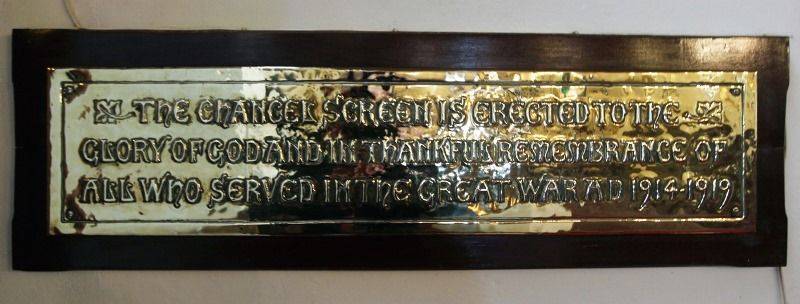 THE CHANCEL SCREEN IS ERECTED TO THE
GLORY OF GOD AND IN THANKFUL REMEMBRANCE OF
ALL WHO SERVED IN THE GREAT WAR A D 1914-1919